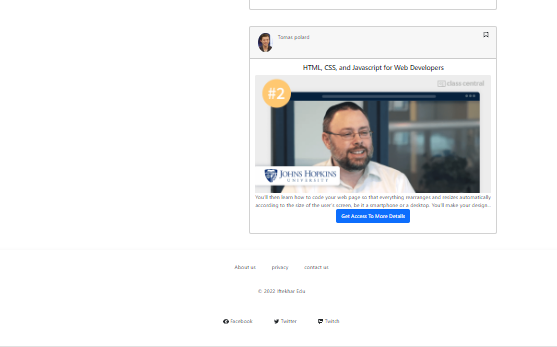 Tomas polard
HTML, CSS, and Javascript for Web Developers
#2
class central
JOHNS HOPKINS
UNIVERSITY
You'll then learn how to code your web page so that everything rearranges and resizes automatically
according to the size of the user's screen, be it a smartphone or a desktop. You'll make your design..
Get Access To More Details
About us privacy contact us
© 2022 Iftekhar Edu
Facebook Twitter Twitch